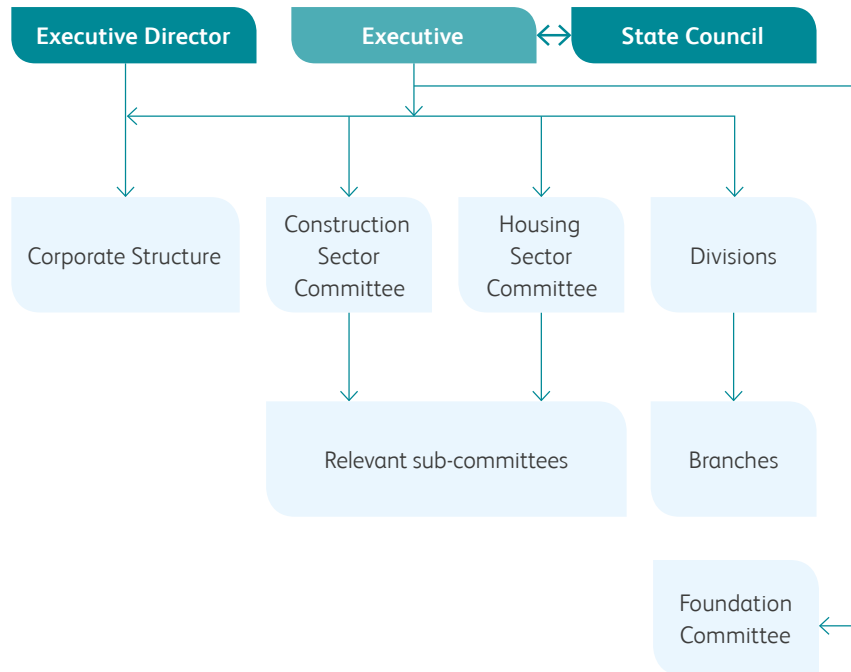 Executive Director
Executive
State Council
Corporate Structure
Construction
Sector
Committee
Housing
Sector
Committee
Divisions
Relevant sub-committees
Branches
Foundation
Committee